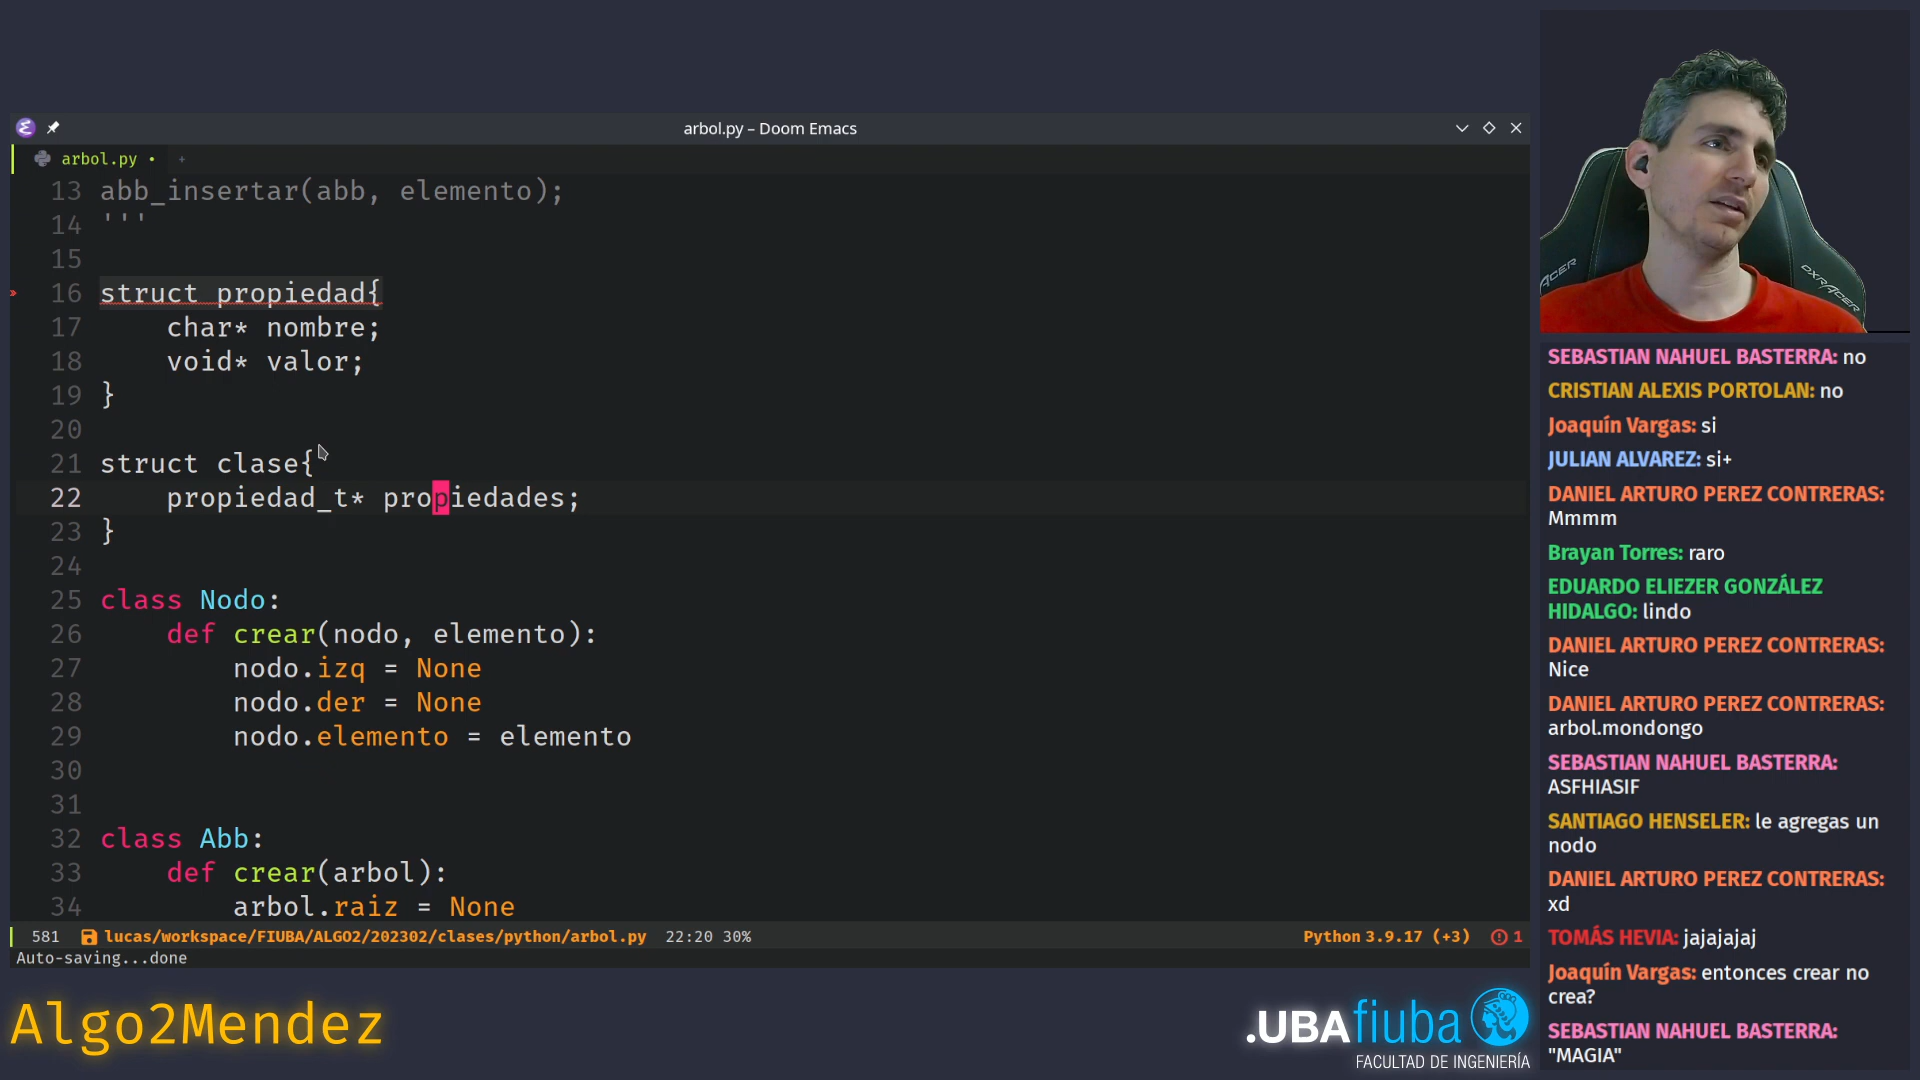 arbol.py – Doom Emacs
arbol.py • +
13 abb_insertar(abb, elemento);
14 '''
15
16 struct propiedad{
17 char* nombre;
18 void* valor;
19 }
20
21 struct clase{
22 propiedad_t* propiedades;
23 }
24
25 class Nodo:
26 def crear(nodo, elemento):
27 nodo.izq = None
28 nodo.der = None
29 nodo.elemento = elemento
30
31
32 class Abb:
33 def crear(arbol):
34 arbol.raiz = None
581 lucas/workspace/FIUBA/ALGO2/202302/clases/python/arbol.py 22:20 30% Python 3.9.17 (+3) 1
Auto-saving...done
Algo2Mendez
.UBAfiuba
FACULTAD DE INGENIERÍA
ACER
OXRACER
SEBASTIAN NAHUEL BASTERRA: no
CRISTIAN ALEXIS PORTOLAN: no
Joaquín Vargas: si
JULIAN ALVAREZ: si+
DANIEL ARTURO PEREZ CONTRERAS:
Mmmm
Brayan Torres: raro
EDUARDO ELIEZER GONZÁLEZ
HIDALGO: lindo
DANIEL ARTURO PEREZ CONTRERAS:
Nice
DANIEL ARTURO PEREZ CONTRERAS:
arbol.mondongo
SEBASTIAN NAHUEL BASTERRA:
ASFHIASIF
SANTIAGO HENSELER: le agregas un
nodo
DANIEL ARTURO PEREZ CONTRERAS:
xd
TOMÁS HEVIA: jajajajaj
Joaquín Vargas: entonces crear no
crea?
SEBASTIAN NAHUEL BASTERRA:
"MAGIA"